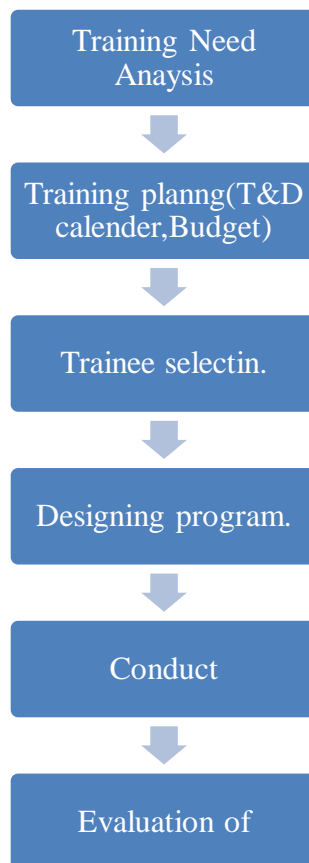 Training Need
Anaysis
Training planng(T&D
calender,Budget)
Trainee selectin.
Designing program.
Conduct
Evaluation of